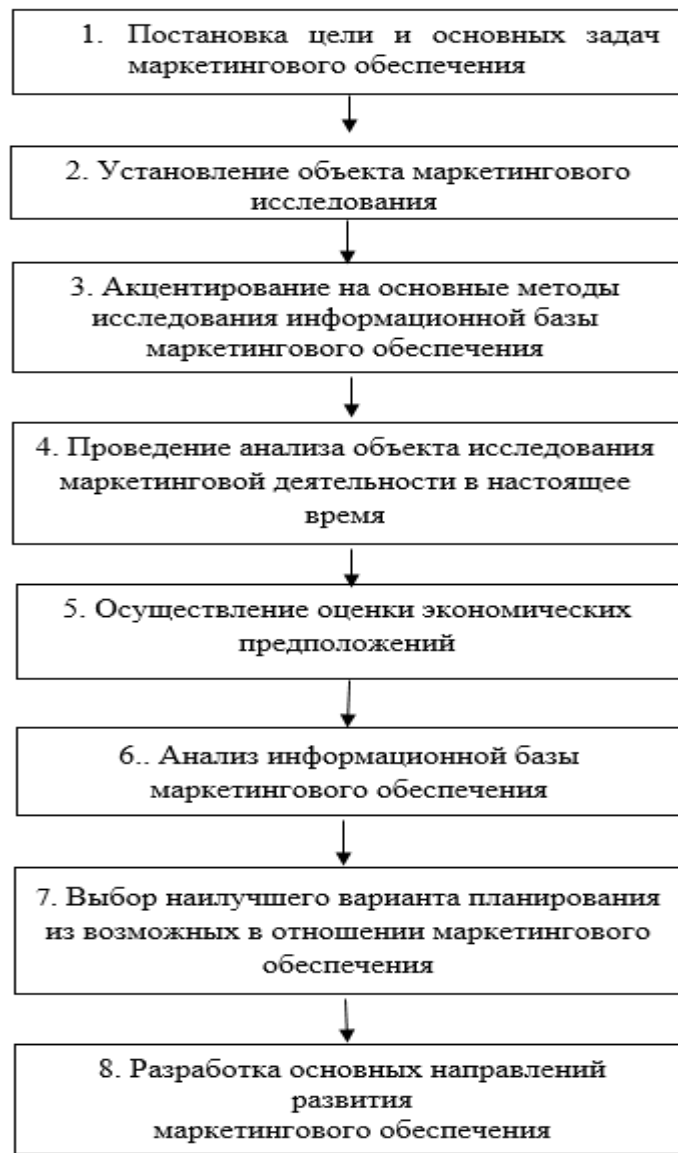 1. Постановка цели и основных задач
маркетингового обеспечения
2. Установление объекта маркетингового
исследования
3. Акцентирование на основные методы
исследования информационной базы
маркетингового обеспечения
4. Проведение анализа объекта исследования
маркетинговой деятельности в настоящее
время
5. Осуществление оценки экономических
предположений
6.. Анализ информационной базы
маркетингового обеспечения
7. Выбор наилучшего варианта планирования
из возможных в отношении маркетингового
обеспечения
8. Разработка основных направлений
развития
маркетингового обеспечения